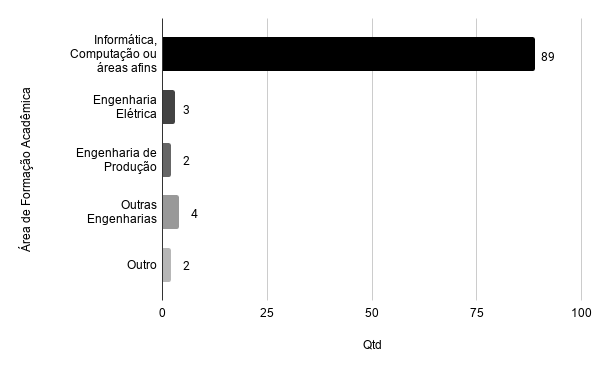 Informática,
Computação ou
áreas afins
89
Engenharia
Elétrica
3
Engenharia de
Produção
2
Outras
Engenharias
4
Outro
2
Área de Formação Acadêmica
0
25
50
75
100
Qtd